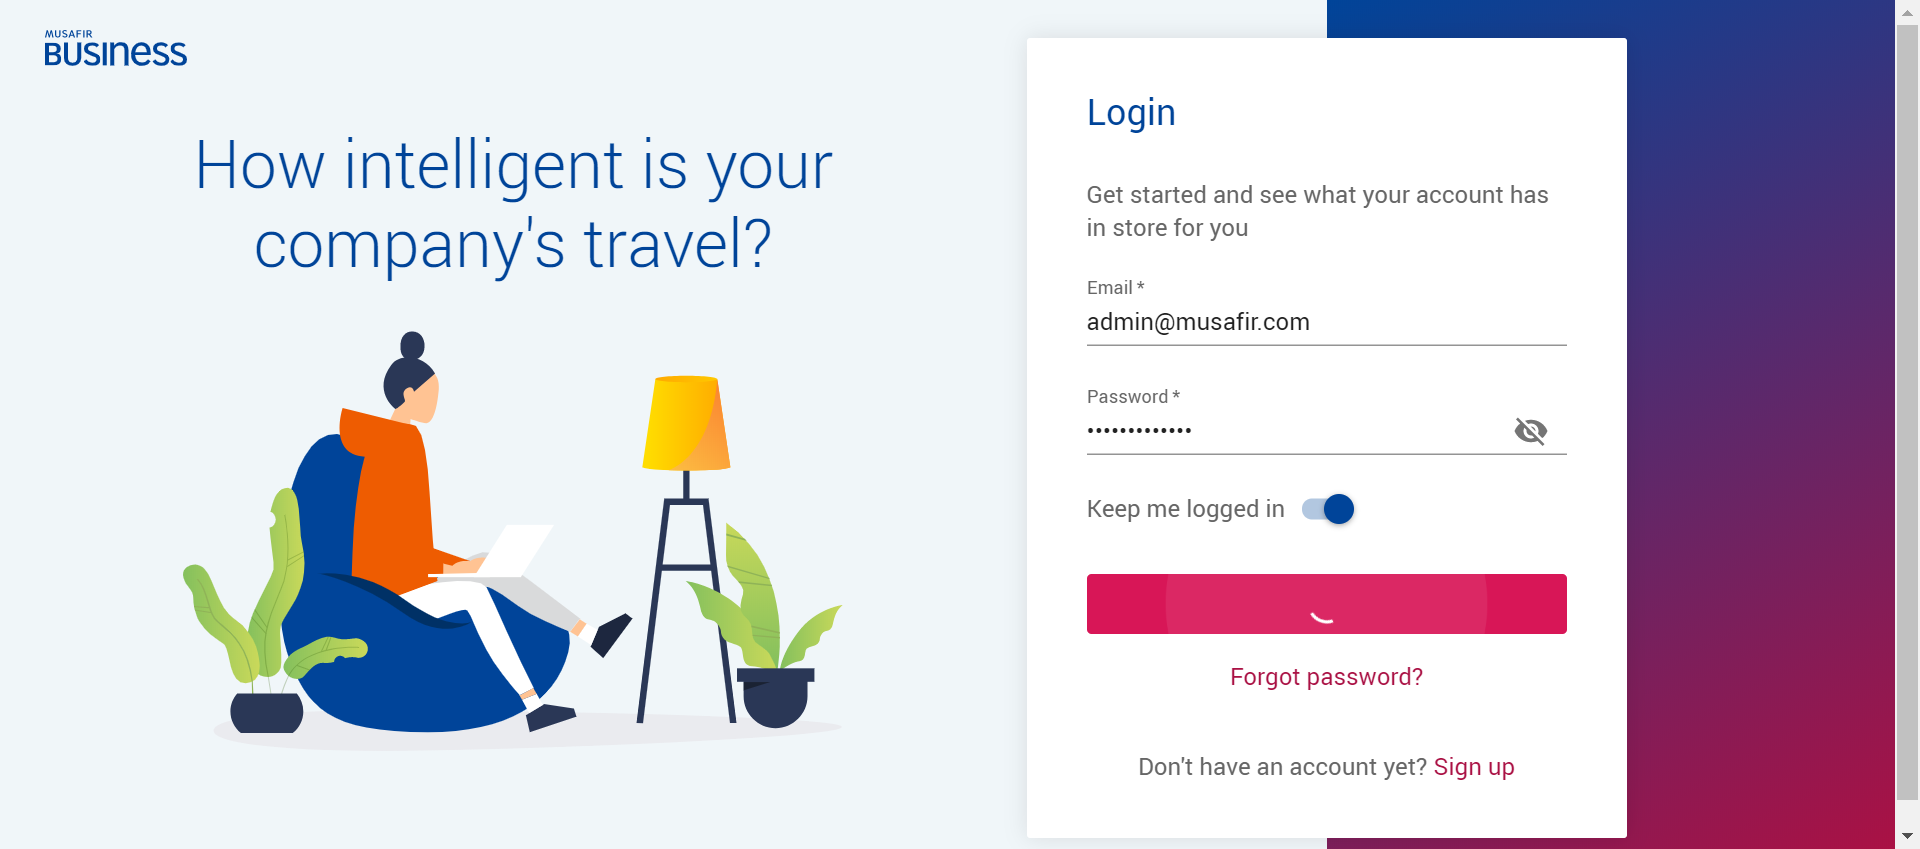 MUSAFIR
BUSINESS
How intelligent is your
company's travel?
Login
Get started and see what your account has
in store for you
Email *
admin@musafir.com
Password *
•••••••••••••
Keep me logged in
Forgot password?
Don't have an account yet? Sign up